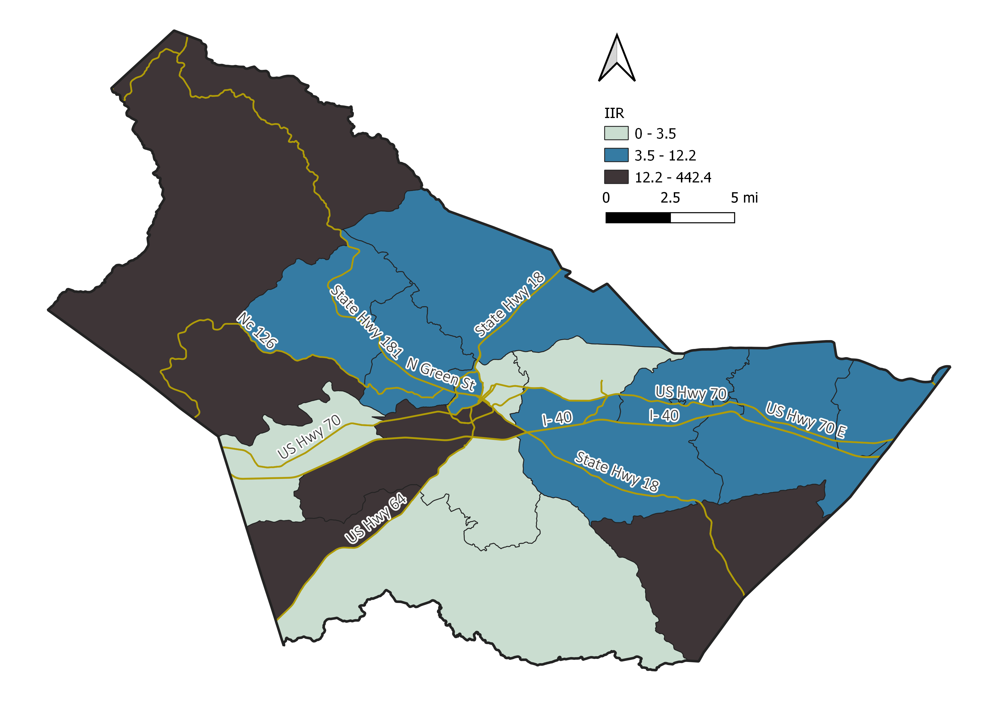 IIR
0 - 3.5
3.5 - 12.2
12.2 - 442.4
0 2.5 5 mi
State Hwy 18
State Hwy 181
Nc 126
N Green St
US Hwy 70
I- 40
I- 40
US Hwy 70 E
US Hwy 70
State Hwy 18
US Hwy 64